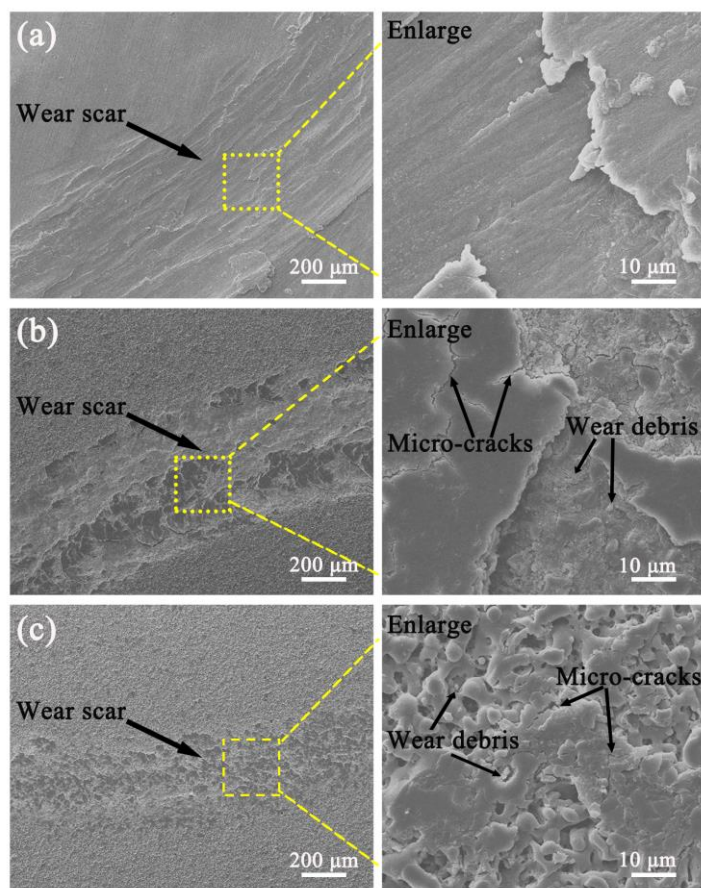 (a)
Wear scar
200 μm
Enlarge
10 μm
(b)
Wear scar
200 μm
Enlarge
Micro-cracks
Wear debris
10 μm
(c)
Wear scar
200 μm
Enlarge
Micro-cracks
Wear debris
10 μm